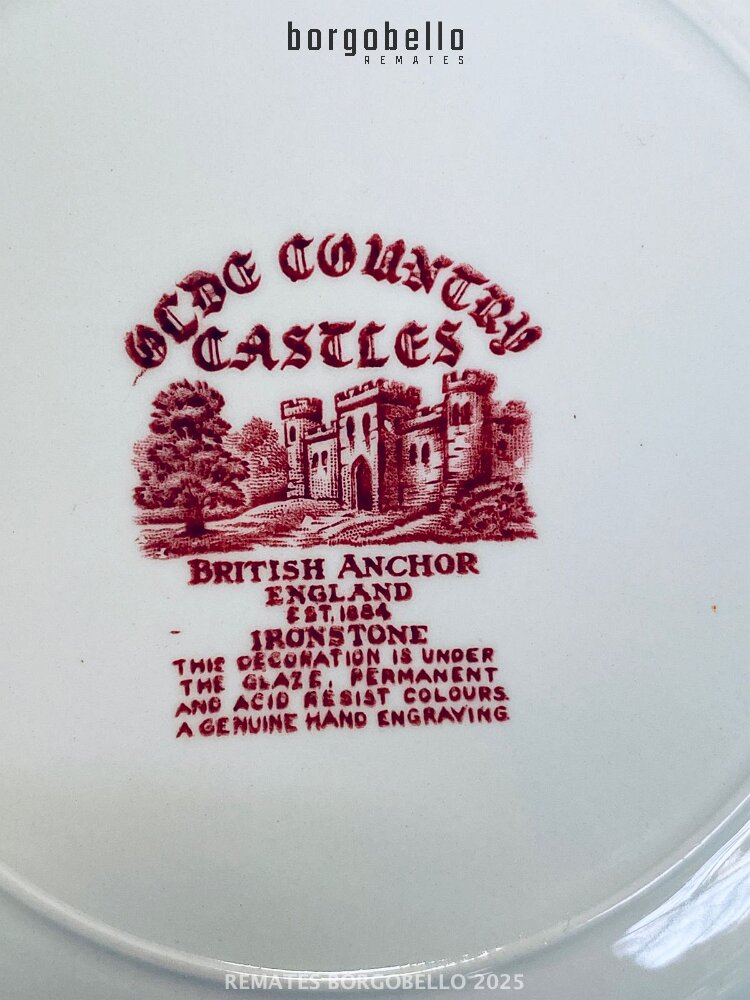 borgobello
REMATES
OLDE COUNTRY
CASTLES
BRITISH ANCHOR
ENGLAND
EST. 1884
IRONSTONE
THIS DECORATION IS UNDER
THE GLAZE, PERMANENT
AND ACID RESIST COLOURS.
A GENUINE HAND ENGRAVING
REMATES BORGOBELLO 2025